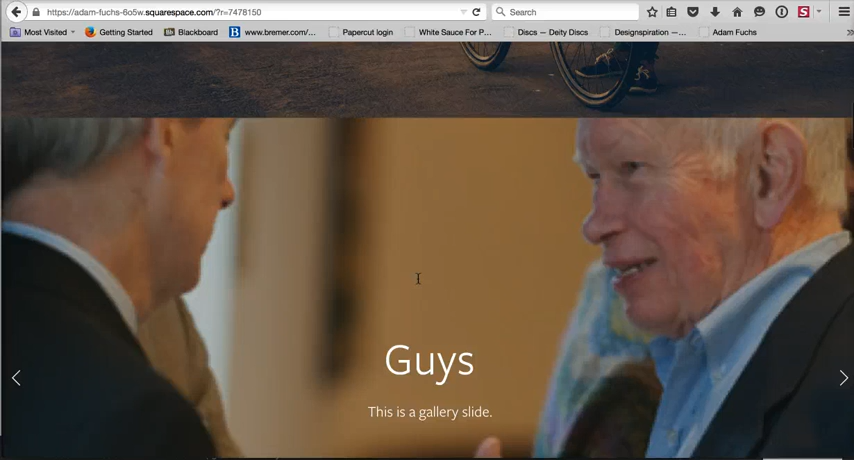 https://adam-fuchs-6o5w.squarespace.com/?r=7478150
Search
S
Most Visited
Getting Started
Bb
Blackboard
B
www.bremer.com/...
Papercut login
White Sauce For P...
Discs — Deity Discs
Designspiration —...
Adam Fuchs
Guys
This is a gallery slide.